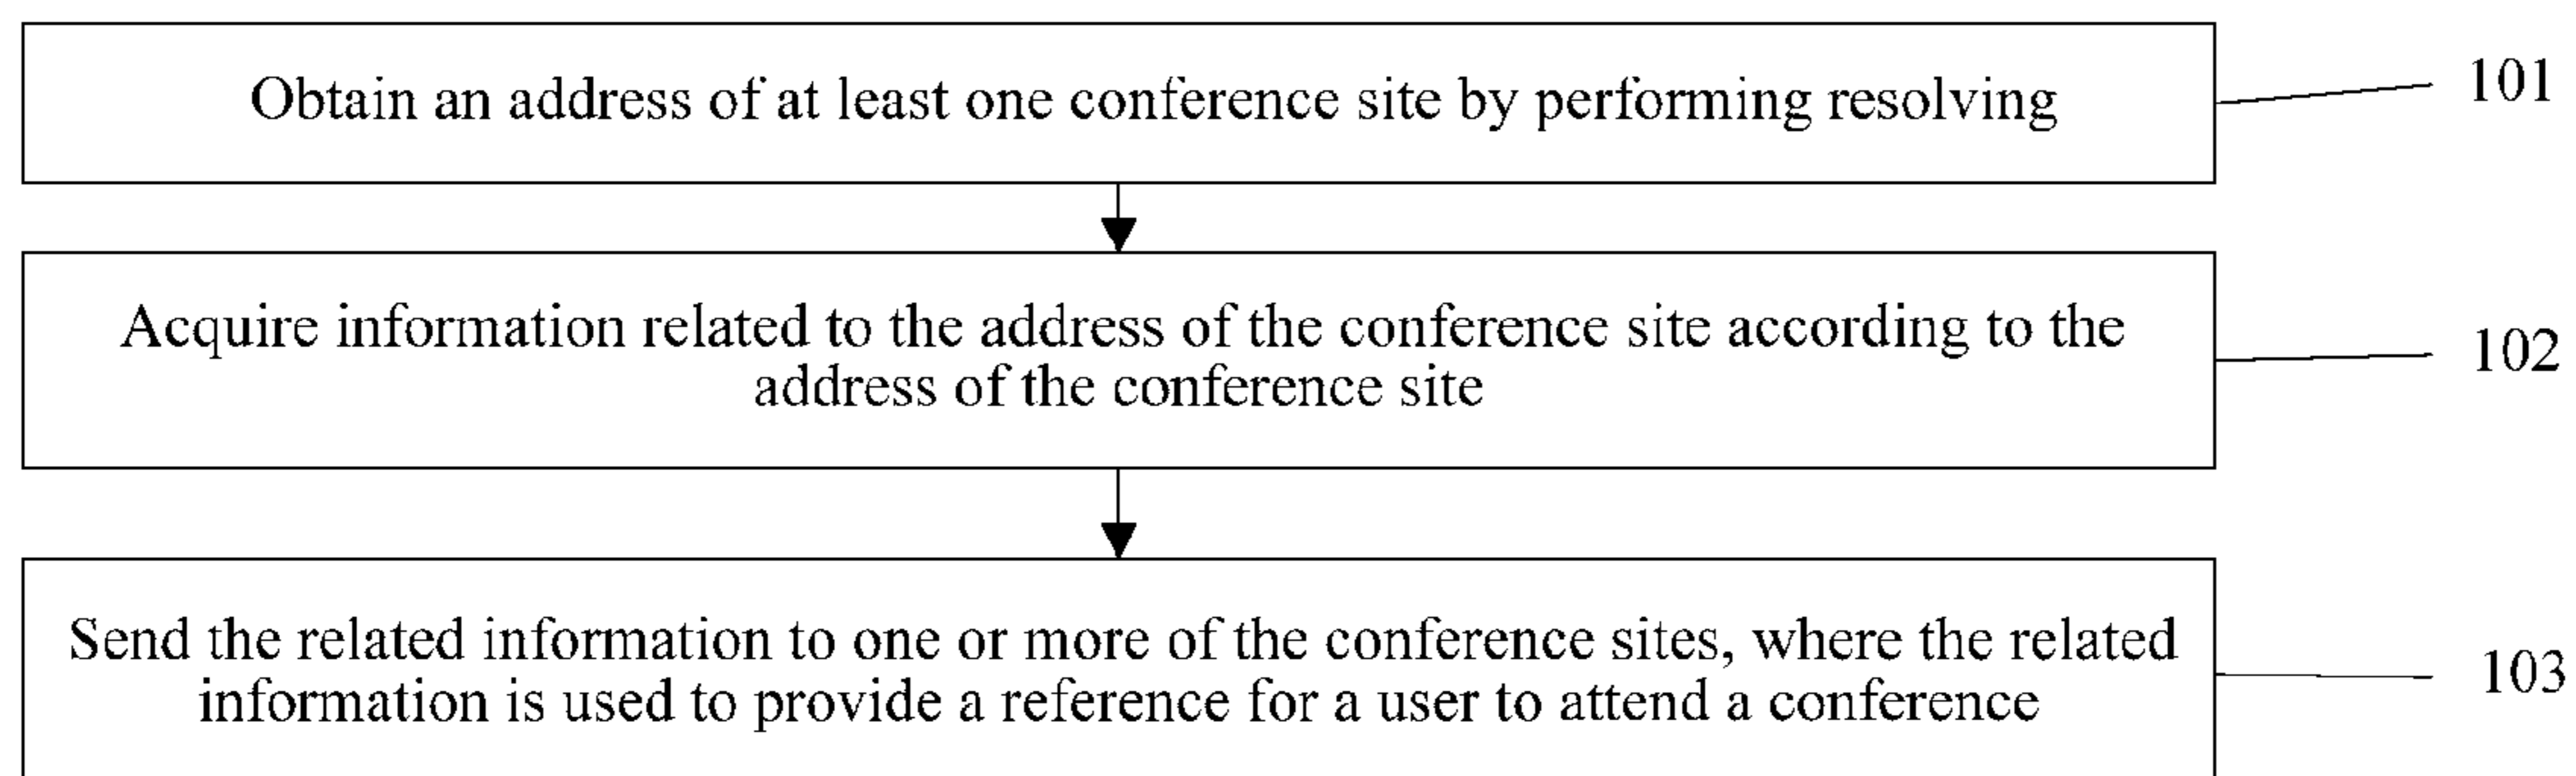 Obtain an address of at least one conference site by performing resolving
101
Acquire information related to the address of the conference site according to the
address of the conference site
102
Send the related information to one or more of the conference sites, where the related
information is used to provide a reference for a user to attend a conference
103